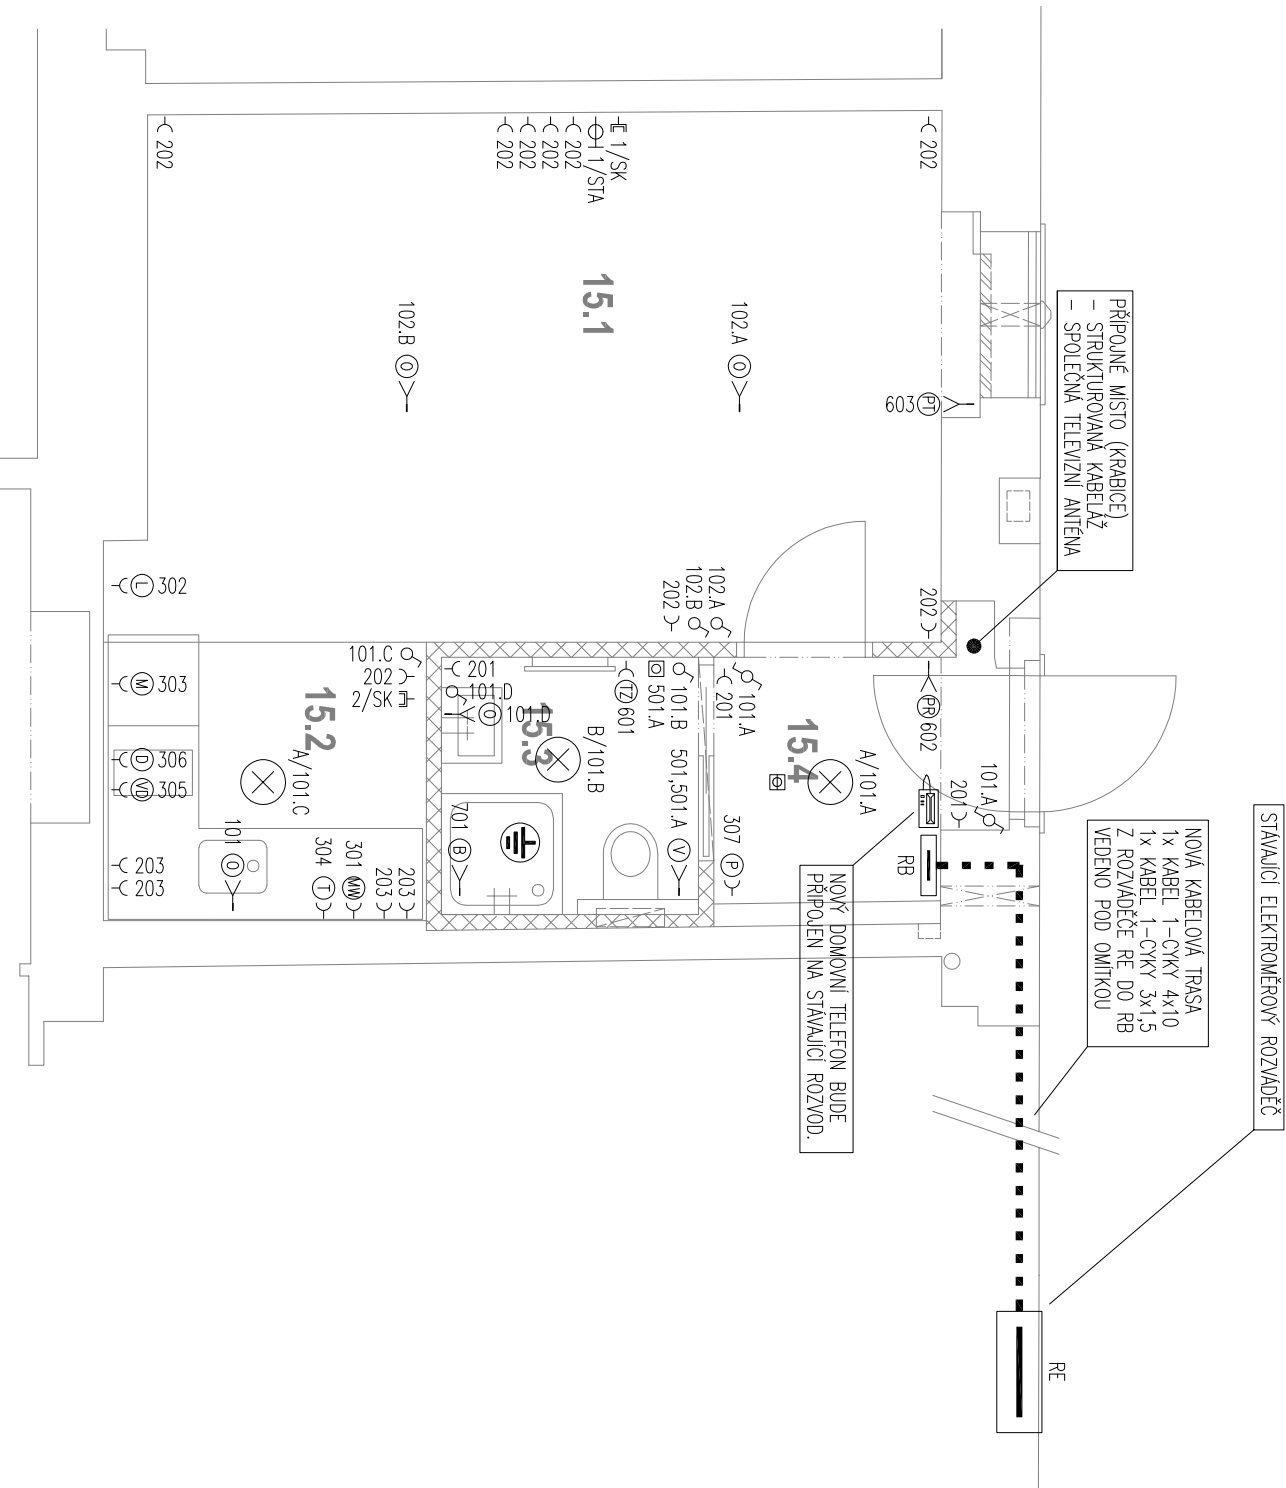 STÁVAJÍCÍ ELEKTROMĚROVÝ ROZVÁDĚČ
NOVÁ KABELOVÁ TRASA
1x KABEL 1-CYKY 4x10
1x KABEL 1-CYKY 3x1,5
Z ROZVÁDĚČE RE DO RB
VEDENO POD OMÍTKOU
PŘÍPOJNÉ MÍSTO (KRABICE)
- STRUKTUROVANÁ KABELÁŽ
- SPOLEČNÁ TELEVIZNÍ ANTÉNA
RE
NOVÝ DOMOVNÍ TELEFON BUDE
PŘIPOJEN NA STÁVAJÍCÍ ROZVOD.
RB
101.A
201
202
603 PT
202
PR 602
A/101.A
15.4
102.A O
102.A
102.B
202
101.A
201
307 P
1/SK
1/STA
202
202
202
202
15.1
101.B
501.A
TZ 601
501,501.A V
B/101.B
15.3
201
101.D
O 101.D
701 B
102.B O
101.C
202
2/SK
15.2
A/101.C
203
203
301 MW
304 T
101 O
202
L 302
M 303
D 306
VD 305
203
203